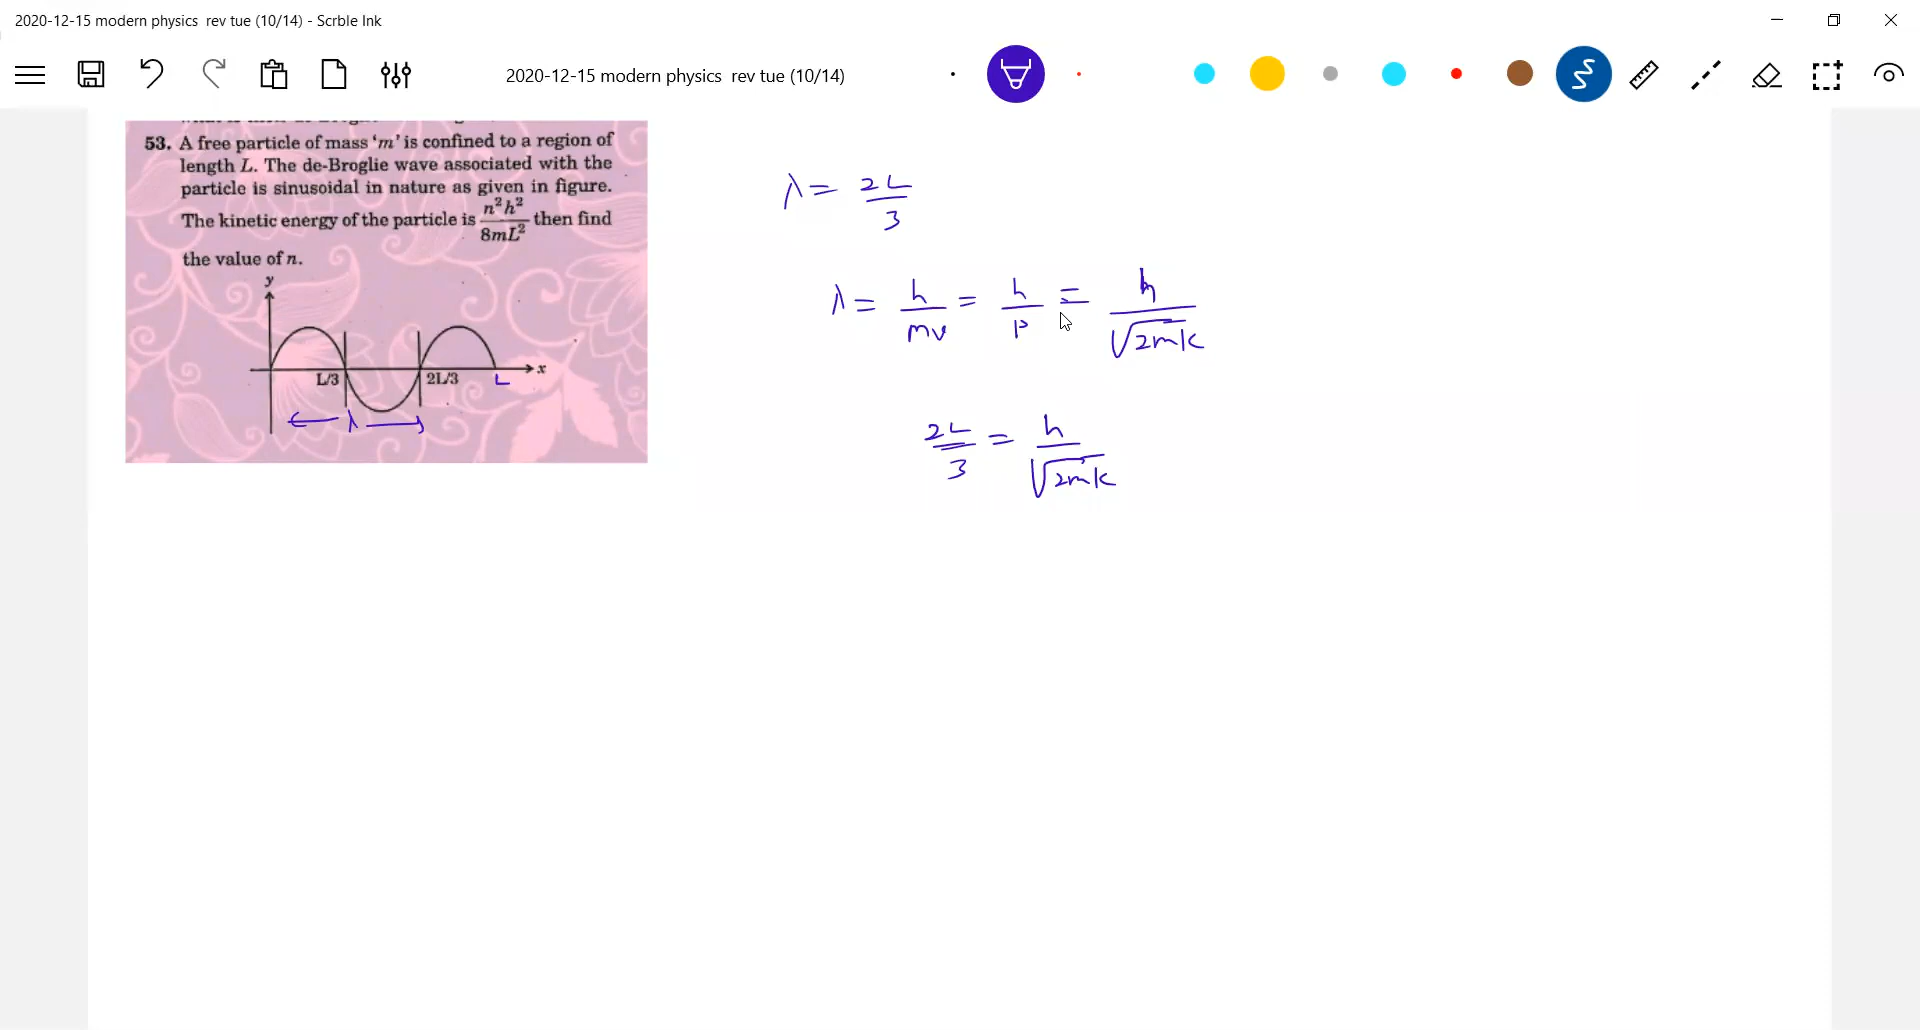 2020-12-15 modern physics rev tue (10/14) - Scrble Ink
2020-12-15 modern physics rev tue (10/14)
53. A free particle of mass ‘m’ is confined to a region of
length L. The de-Broglie wave associated with the
particle is sinusoidal in nature as given in figure.
The kinetic energy of the particle is n²h²/8mL² then find
the value of n.
y
L/3 2L/3 L x
λ
λ = 2L/3
λ = h/mv = h/p = h/√2mk
2L/3 = h/√2mk